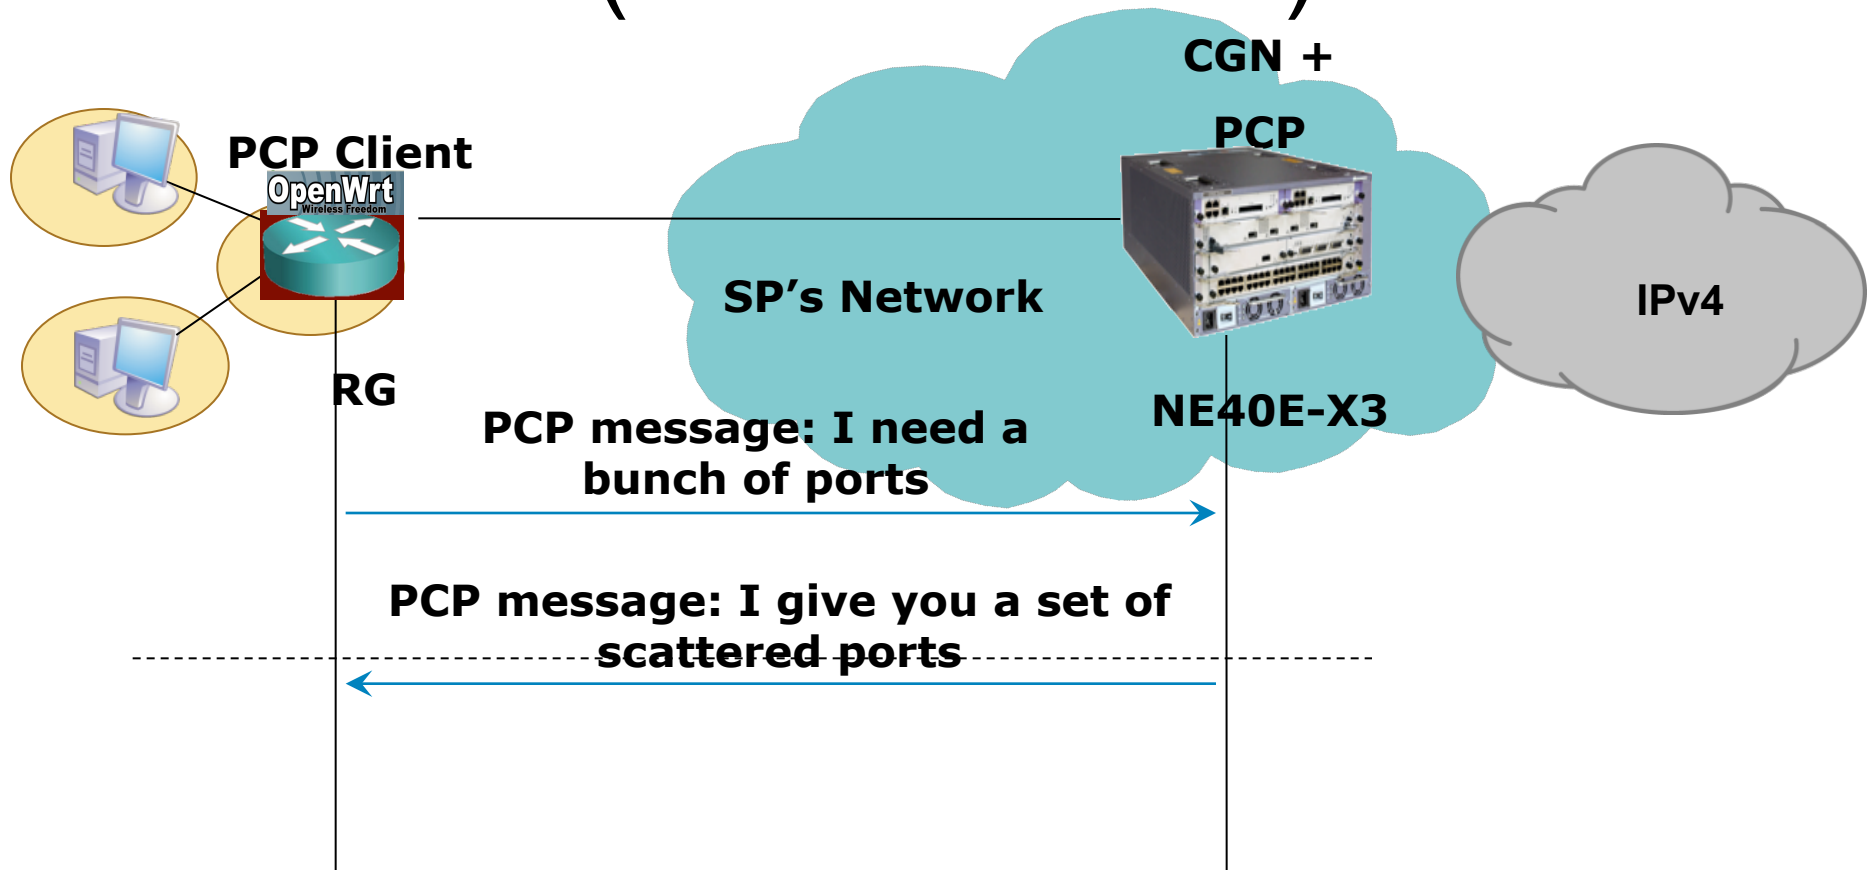 (                    )
CGN +
PCP
PCP Client
OpenWrt
Wireless Freedom
SP’s Network
IPv4
RG
NE40E-X3
PCP message: I need a
bunch of ports
PCP message: I give you a set of
scattered ports